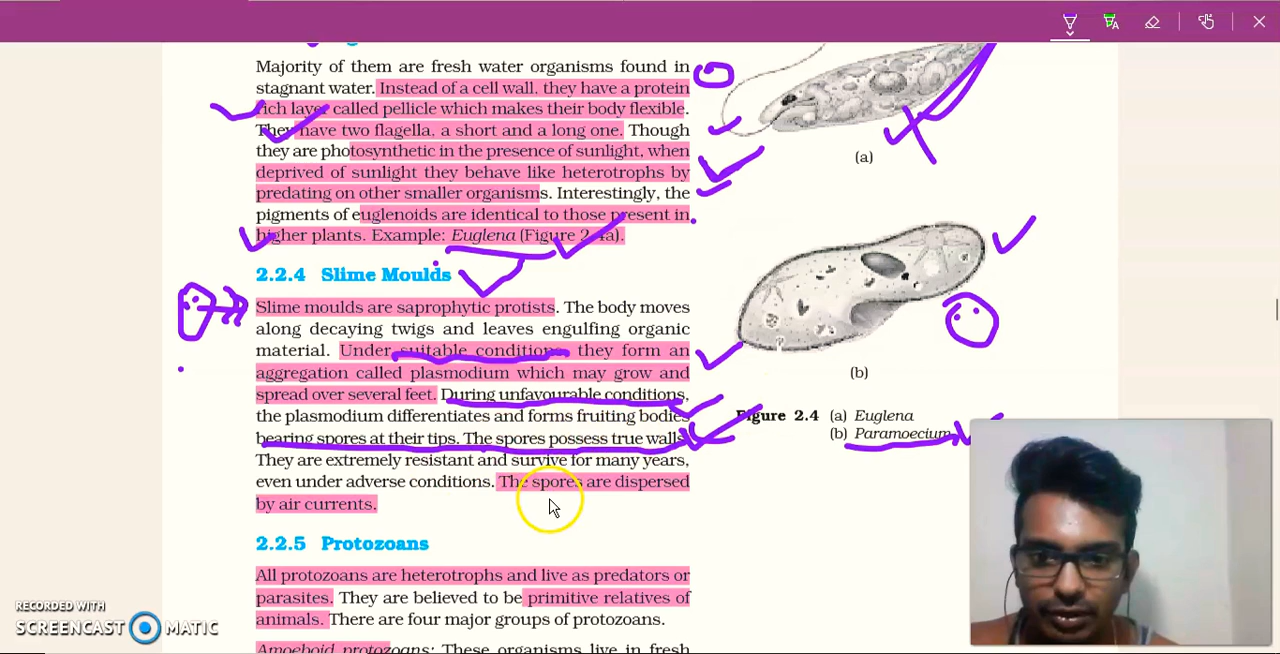 Majority of them are fresh water organisms found in
stagnant water. Instead of a cell wall, they have a protein
rich layer called pellicle which makes their body flexible.
They have two flagella, a short and a long one. Though
they are photosynthetic in the presence of sunlight, when
deprived of sunlight they behave like heterotrophs by
predating on other smaller organisms. Interestingly, the
pigments of euglenoids are identical to those present in
higher plants. Example: Euglena (Figure 2.4a).
2.2.4 Slime Moulds
Slime moulds are saprophytic protists. The body moves
along decaying twigs and leaves engulfing organic
material. Under suitable conditions, they form an
aggregation called plasmodium which may grow and
spread over several feet. During unfavourable conditions,
the plasmodium differentiates and forms fruiting bodies
bearing spores at their tips. The spores possess true walls.
They are extremely resistant and survive for many years,
even under adverse conditions. The spores are dispersed
by air currents.
2.2.5 Protozoans
All protozoans are heterotrophs and live as predators or
parasites. They are believed to be primitive relatives of
animals. There are four major groups of protozoans.
Amoeboid protozoans: These organisms live in fresh
(a)
(b)
Figure 2.4 (a) Euglena
(b) Paramoecium
RECORDED WITH
SCREENCAST MATIC